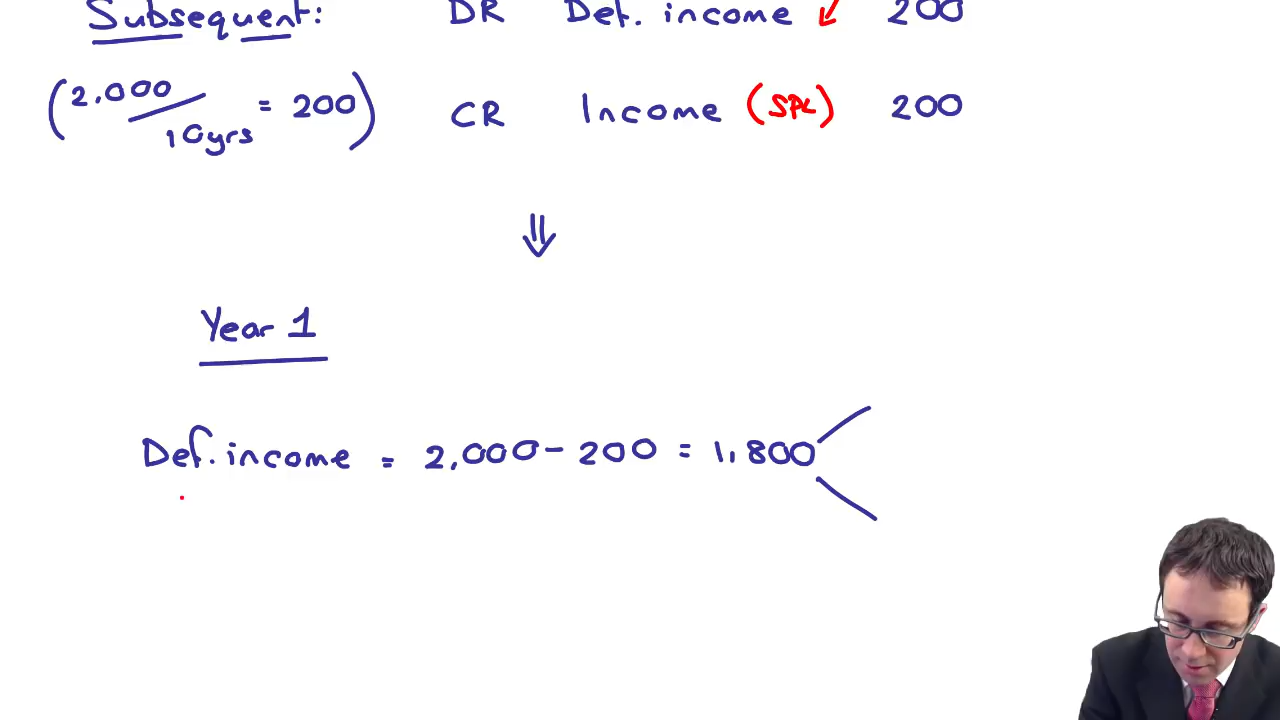 Subsequent: DR Def. income ↙ 200
(2,000/10yrs = 200) CR Income (SPL) 200
⇓
Year 1
Def. income = 2,000 - 200 = 1,800